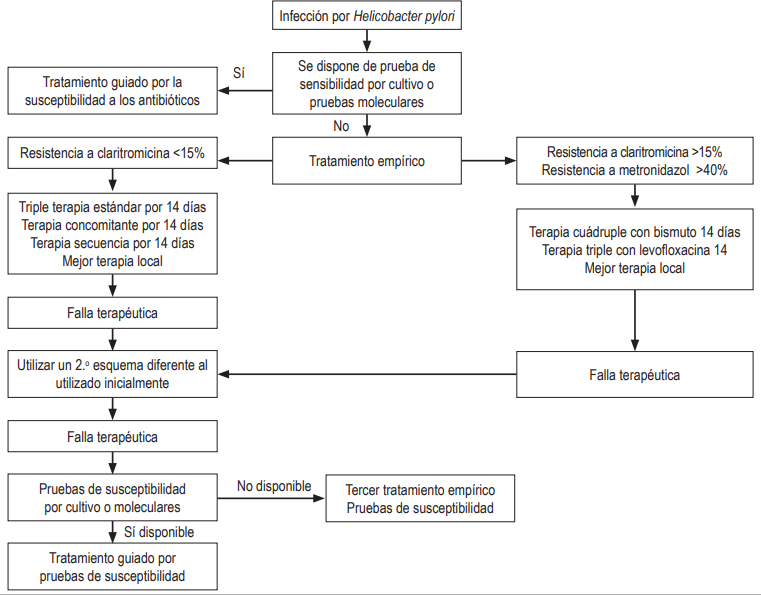 Infección por Helicobacter pylori
Se dispone de prueba de
sensibilidad por cultivo o
pruebas moleculares
Sí
Tratamiento guiado por la
susceptibilidad a los antibióticos
No
Resistencia a claritromicina <15%
Tratamiento empírico
Resistencia a claritromicina >15%
Resistencia a metronidazol >40%
Triple terapia estándar por 14 días
Terapia concomitante por 14 días
Terapia secuencia por 14 días
Mejor terapia local
Terapia cuádruple con bismuto 14 días
Terapia triple con levofloxacina 14
Mejor terapia local
Falla terapéutica
Utilizar un 2.º esquema diferente al
utilizado inicialmente
Falla terapéutica
Falla terapéutica
Pruebas de susceptibilidad
por cultivo o moleculares
No disponible
Tercer tratamiento empírico
Pruebas de susceptibilidad
Sí disponible
Tratamiento guiado por
pruebas de susceptibilidad